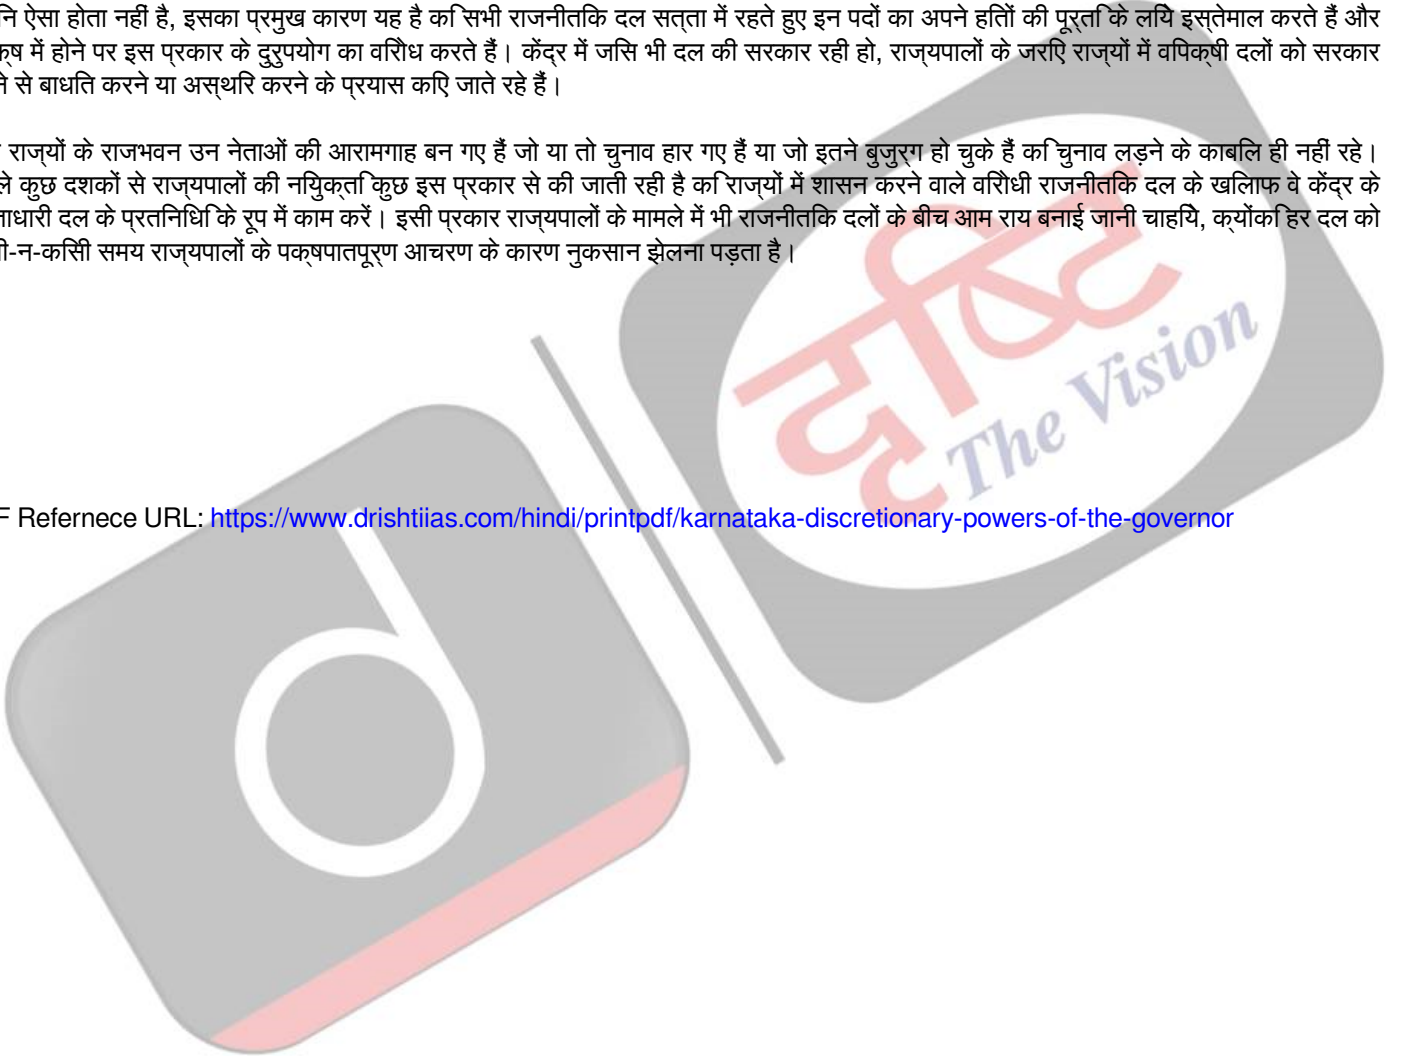 ऐसा होता नहीं है, इसका प्रमुख कारण यह है कि सभी राजनीतिक दल सत्ता में रहते हुए इन पदों का अपने हितों की पूर्ति के लिये इस्तेमाल करते हैं और
में होने पर इस प्रकार के दुरुपयोग का विरोध करते हैं। केंद्र में जिस भी दल की सरकार रही हो, राज्यपालों के जरिए राज्यों में विपक्षी दलों को सरकार
से बाधित करने या अस्थिर करने के प्रयास किए जाते रहे हैं।
राज्यों के राजभवन उन नेताओं की आरामगाह बन गए हैं जो या तो चुनाव हार गए हैं या जो इतने बुजुर्ग हो चुके हैं कि चुनाव लड़ने के काबिल ही नहीं रहे।
कुछ दशकों से राज्यपालों की नियुक्ति कुछ इस प्रकार से की जाती रही है कि राज्यों में शासन करने वाले विरोधी राजनीतिक दल के खिलाफ वे केंद्र के
दल के प्रतिनिधि के रूप में काम करें। इसी प्रकार राज्यपालों के मामले में भी राजनीतिक दलों के बीच आम राय बनाई जानी चाहिये, क्योंकि हर दल को
समय राज्यपालों के पक्षपातपूर्ण आचरण के कारण नुकसान झेलना पड़ता है।
दृष्टि
The Vision
F Refernece URL: https://www.drishtiias.com/hindi/printpdf/karnataka-discretionary-powers-of-the-governor